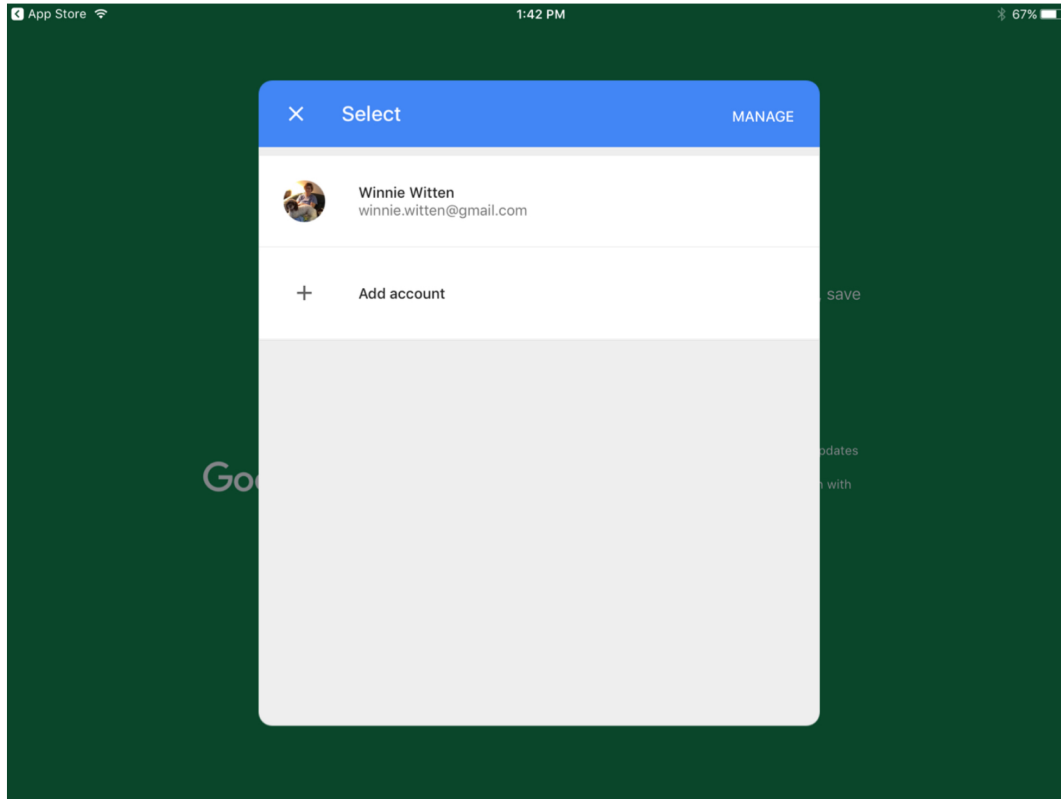 App Store 1:42 PM 67%
Select MANAGE
Winnie Witten
winnie.witten@gmail.com
Add account
, save
pdates
Go
with